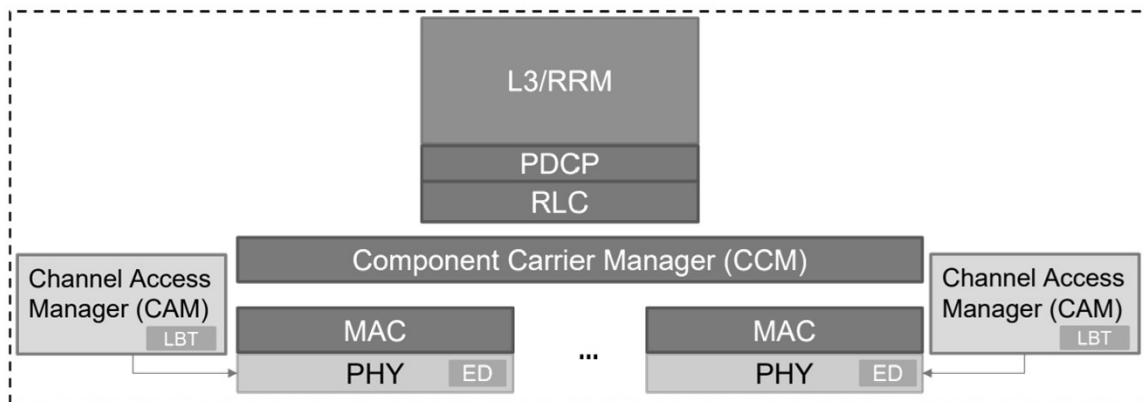 L3/RRM
PDCP
RLC
Component Carrier Manager (CCM)
Channel Access
Manager (CAM)
LBT
Channel Access
Manager (CAM)
LBT
MAC
PHY
ED
...
MAC
PHY
ED